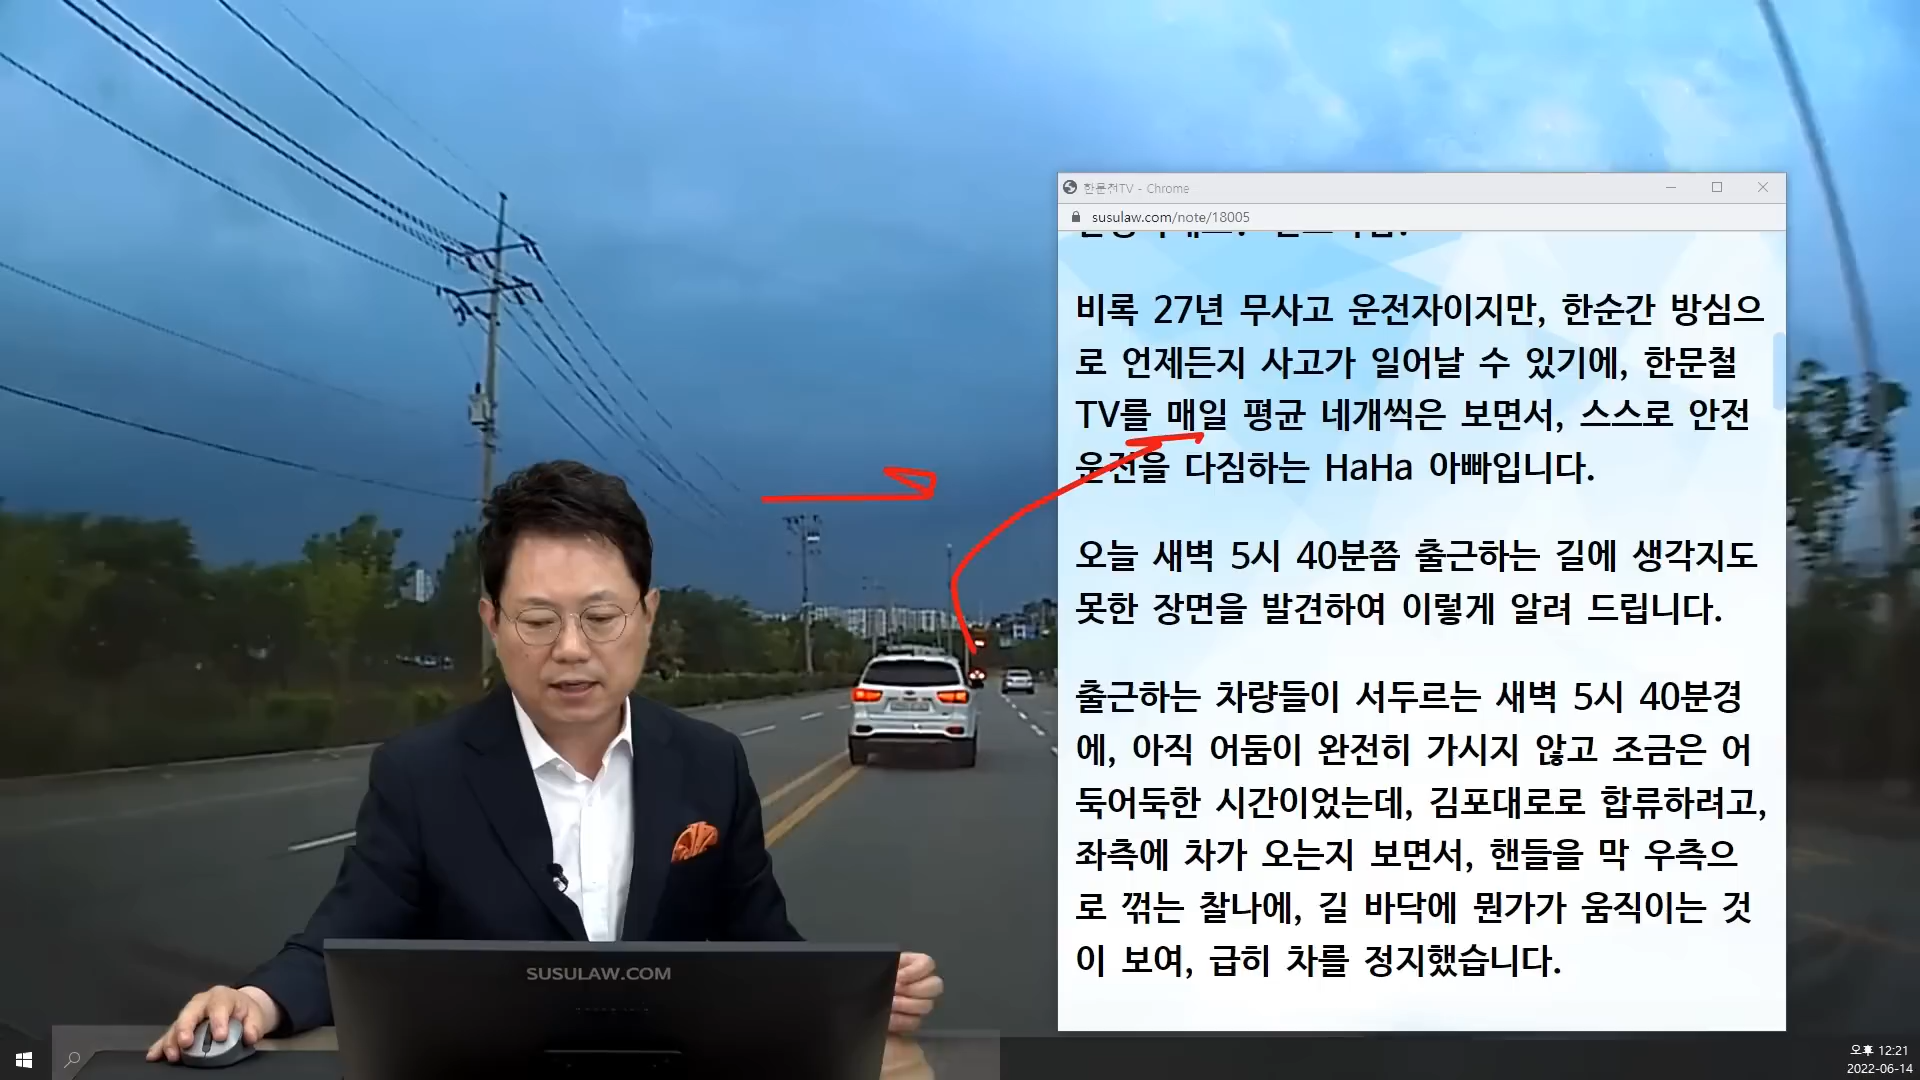 한문철TV - Chrome
susulaw.com/note/18005
비록 27년 무사고 운전자이지만, 한순간 방심으
로 언제든지 사고가 일어날 수 있기에, 한문철
TV를 매일 평균 네개씩은 보면서, 스스로 안전
운전을 다짐하는 HaHa 아빠입니다.
오늘 새벽 5시 40분쯤 출근하는 길에 생각지도
못한 장면을 발견하여 이렇게 알려 드립니다.
출근하는 차량들이 서두르는 새벽 5시 40분경
에, 아직 어둠이 완전히 가시지 않고 조금은 어
둑어둑한 시간이었는데, 김포대로로 합류하려고,
좌측에 차가 오는지 보면서, 핸들을 막 우측으
로 꺾는 찰나에, 길 바닥에 뭔가가 움직이는 것
이 보여, 급히 차를 정지했습니다.
SUSULAW.COM
오후 12:21
2022-06-14